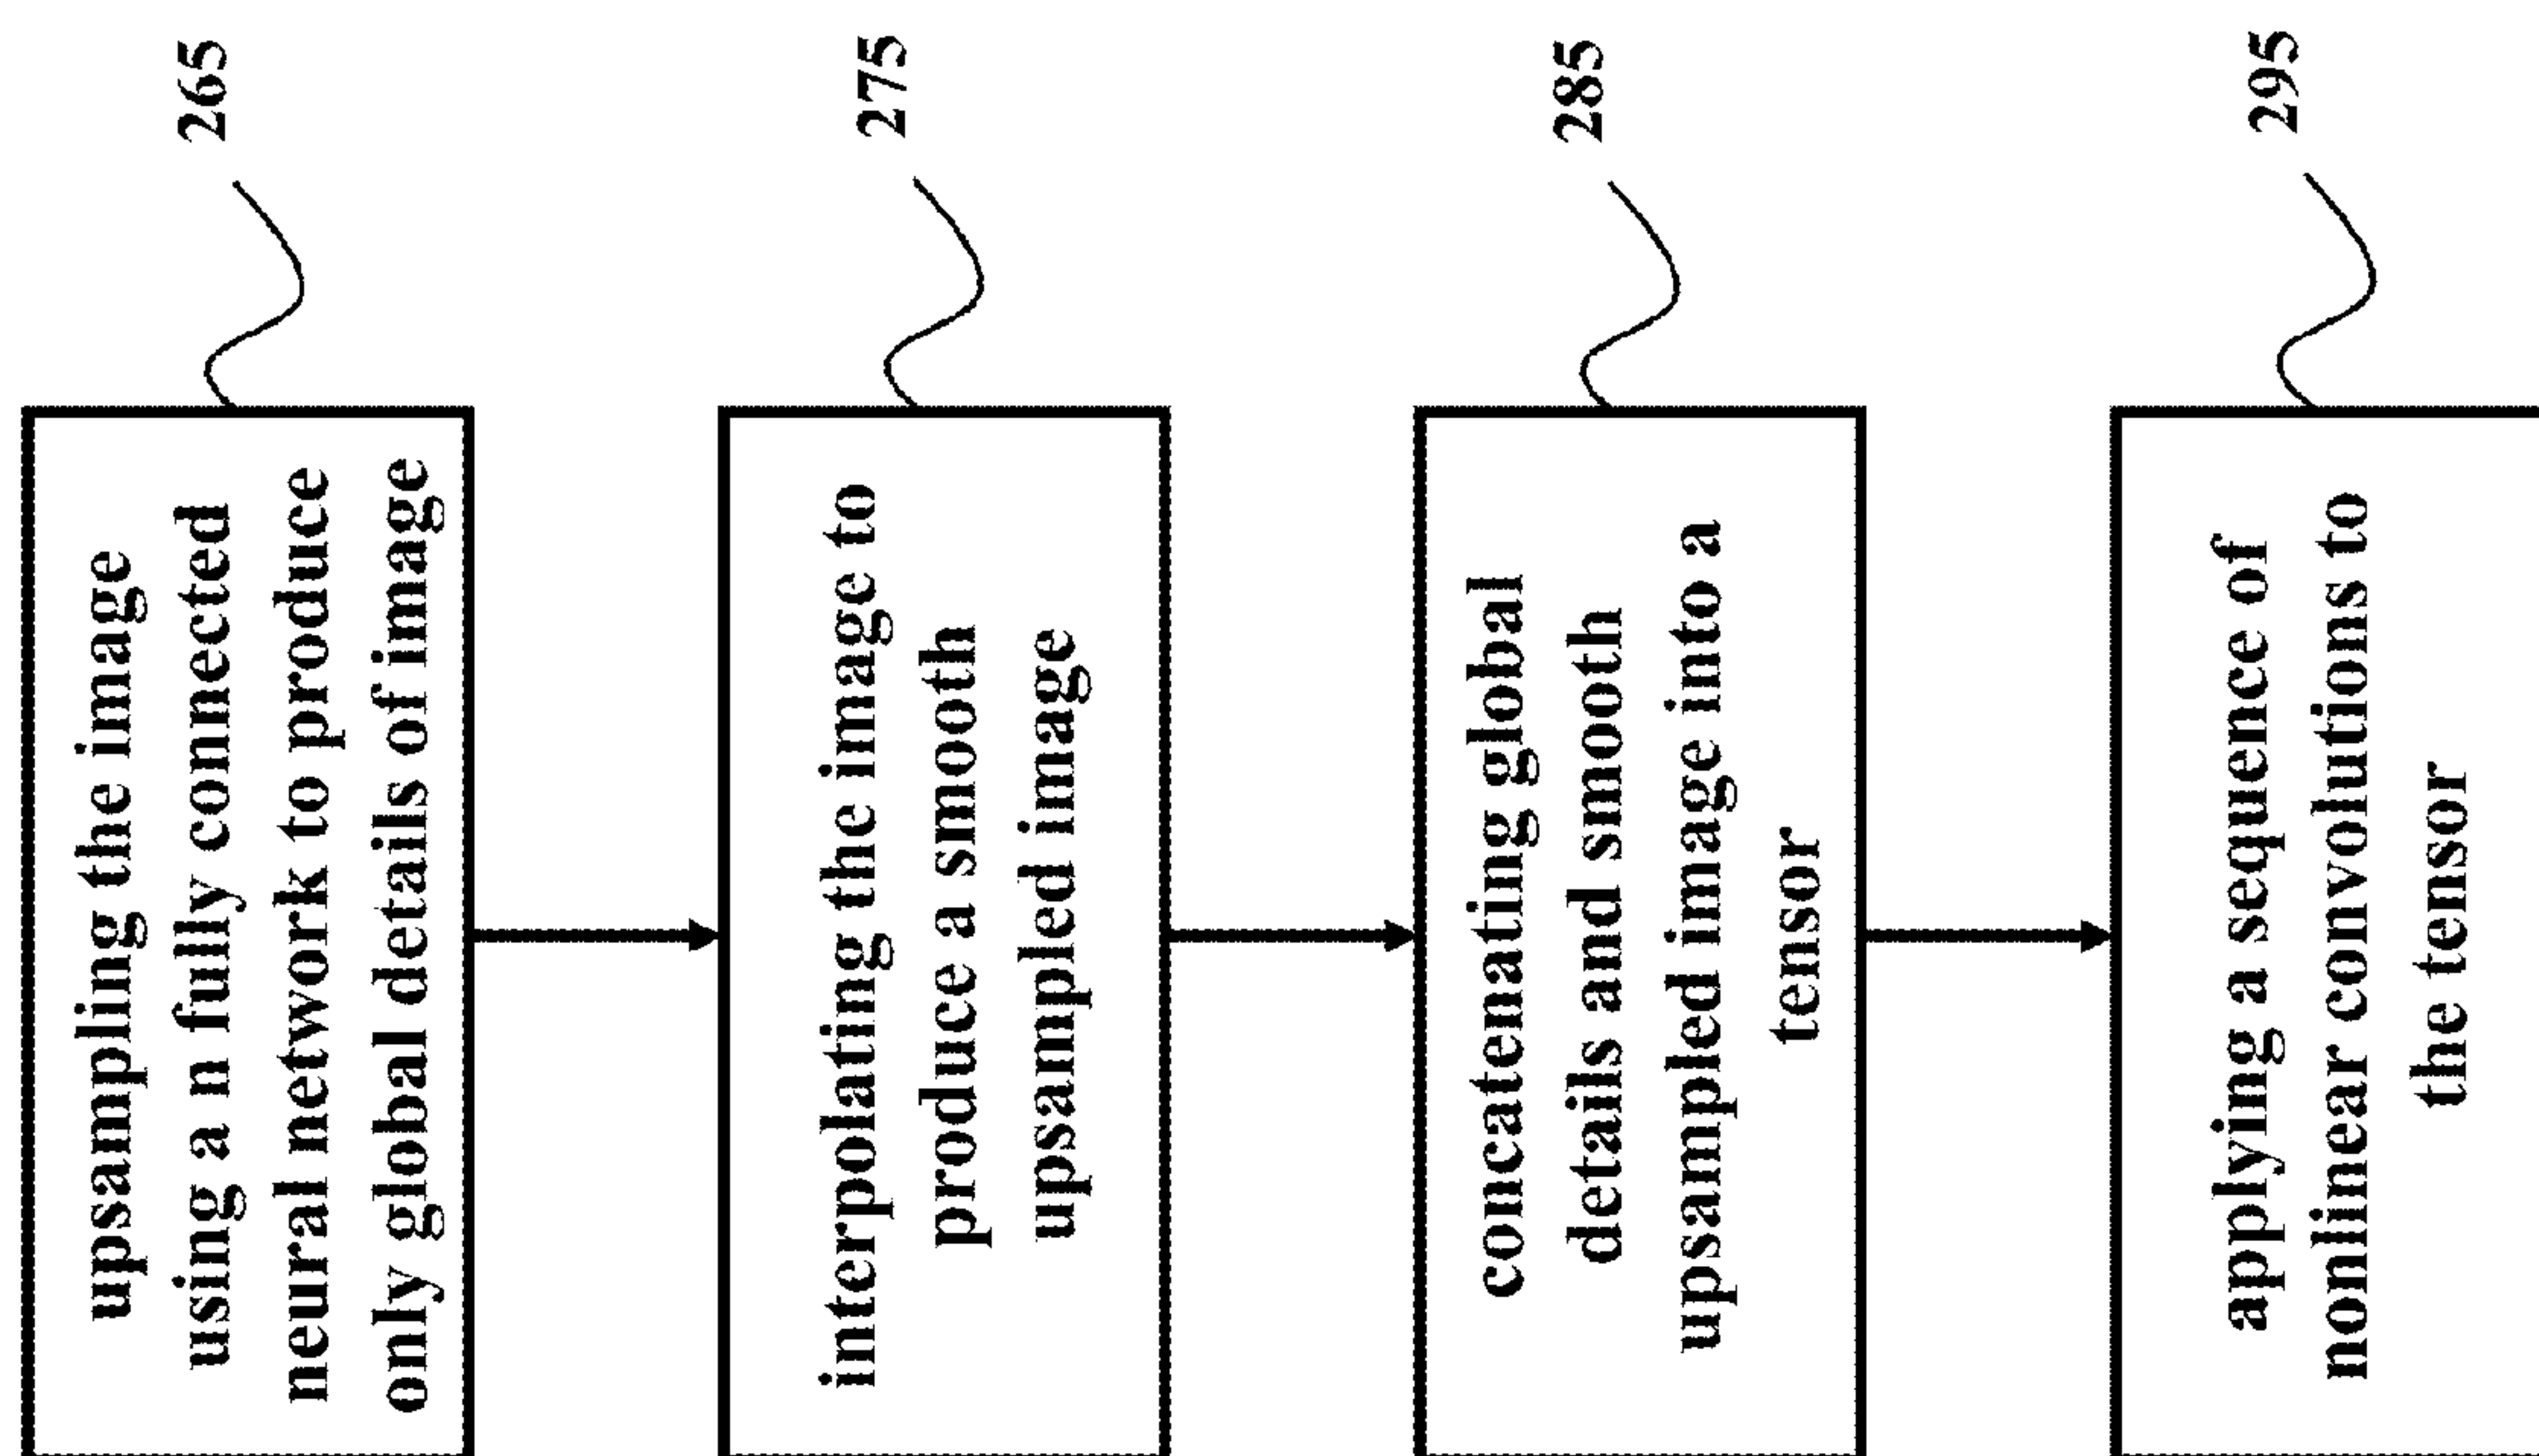 upsampling the image
using a n fully connected
neural network to produce
only global details of image
265
interpolating the image to
produce a smooth
upsampled image
275
concatenating global
details and smooth
upsampled image into a
tensor
285
applying a sequence of
nonlinear convolutions to
the tensor
295